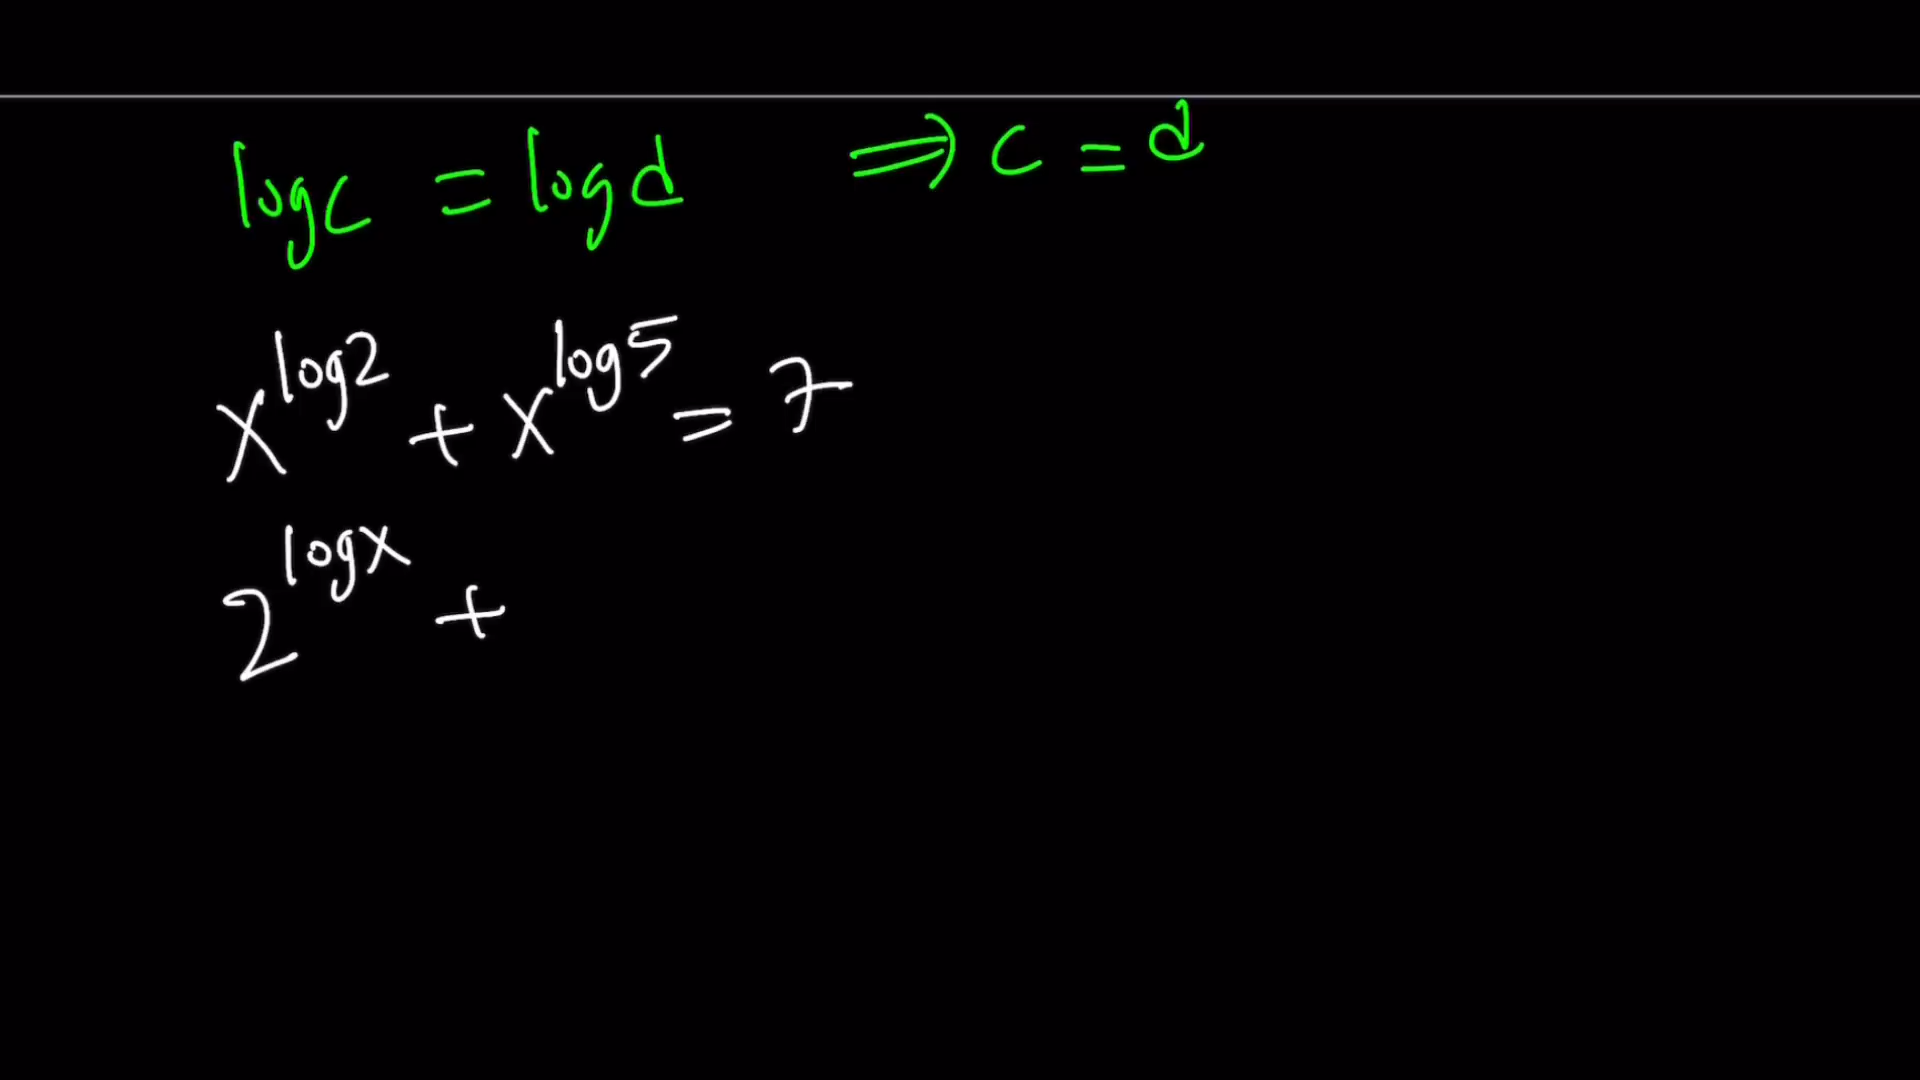 log c = log d ⇒ c = d
x^log2 + x^log5 = 7
2^logx +